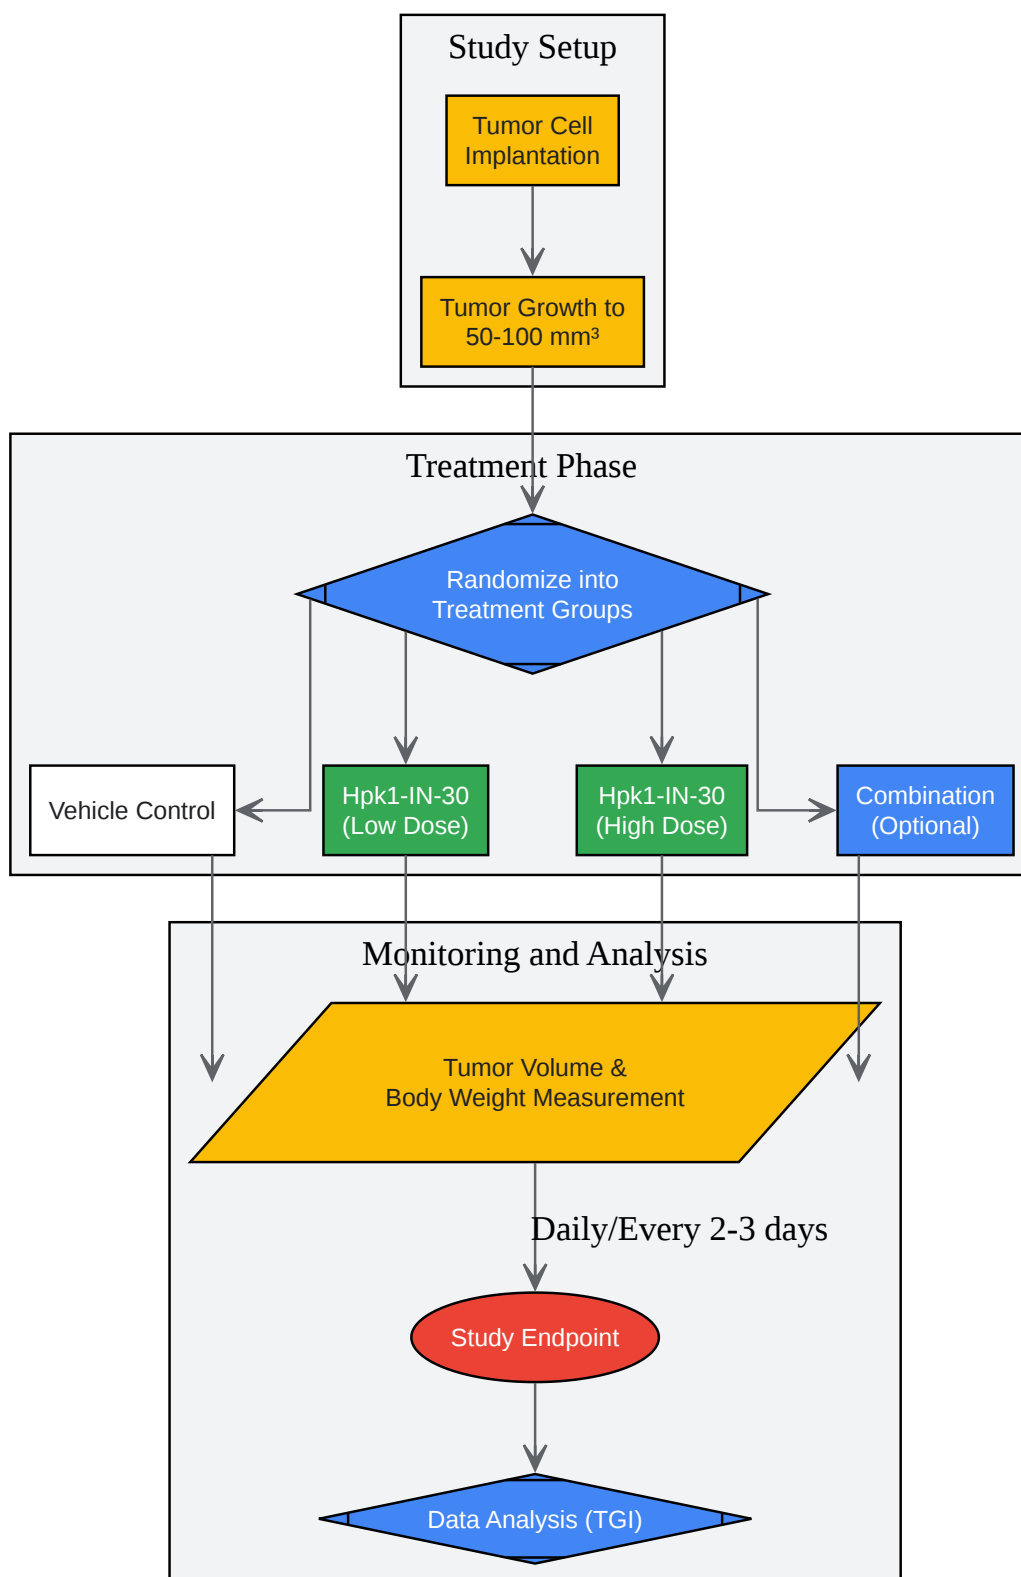 Study Setup
Tumor Cell
Implantation
Tumor Growth to
50-100 mm³
Treatment Phase
Randomize into
Treatment Groups
Vehicle Control
Hpk1-IN-30
(Low Dose)
Hpk1-IN-30
(High Dose)
Combination
(Optional)
Monitoring and Analysis
Tumor Volume &
Body Weight Measurement
Daily/Every 2-3 days
Study Endpoint
Data Analysis (TGI)